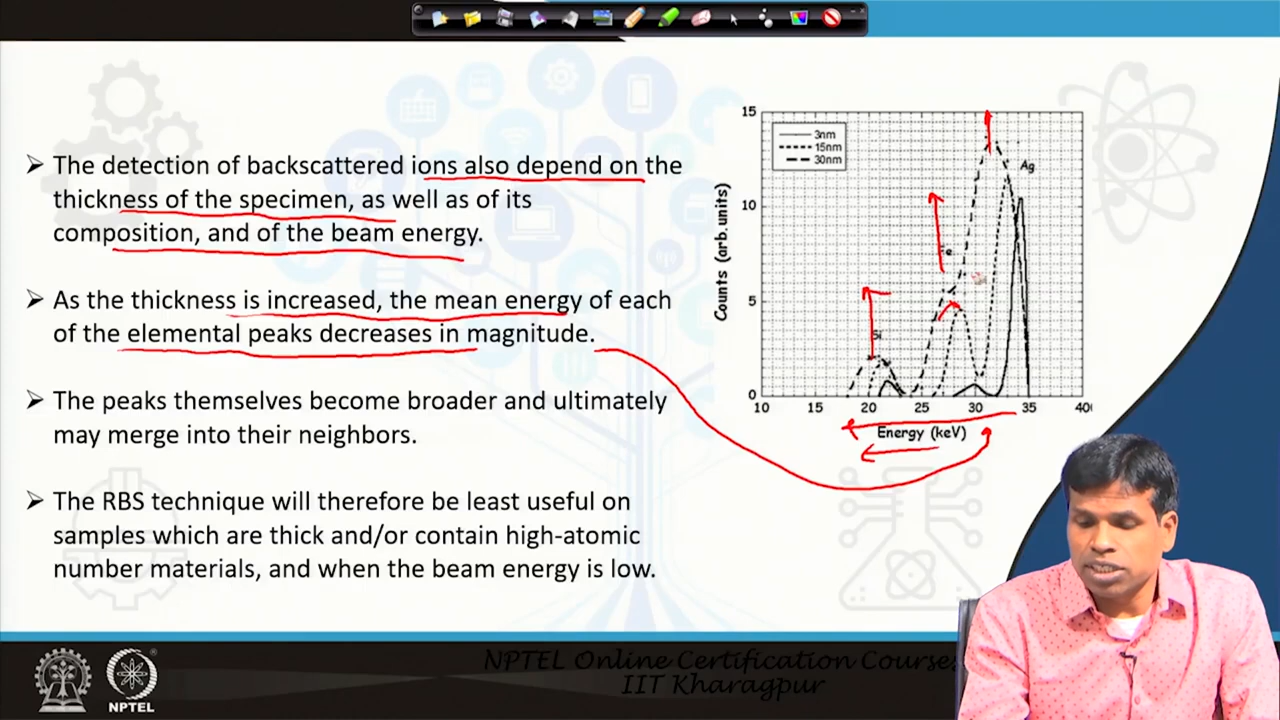 ➢ The detection of backscattered ions also depend on the
thickness of the specimen, as well as of its
composition, and of the beam energy.
➢ As the thickness is increased, the mean energy of each
of the elemental peaks decreases in magnitude.
➢ The peaks themselves become broader and ultimately
may merge into their neighbors.
➢ The RBS technique will therefore be least useful on
samples which are thick and/or contain high-atomic
number materials, and when the beam energy is low.
15
10
5
0
Counts (arb. units)
3nm
15nm
30nm
Ag
Fe
Si
10 15 20 25 30 35 40
Energy (keV)
NPTEL
NPTEL Online Certification Courses
IIT Kharagpur